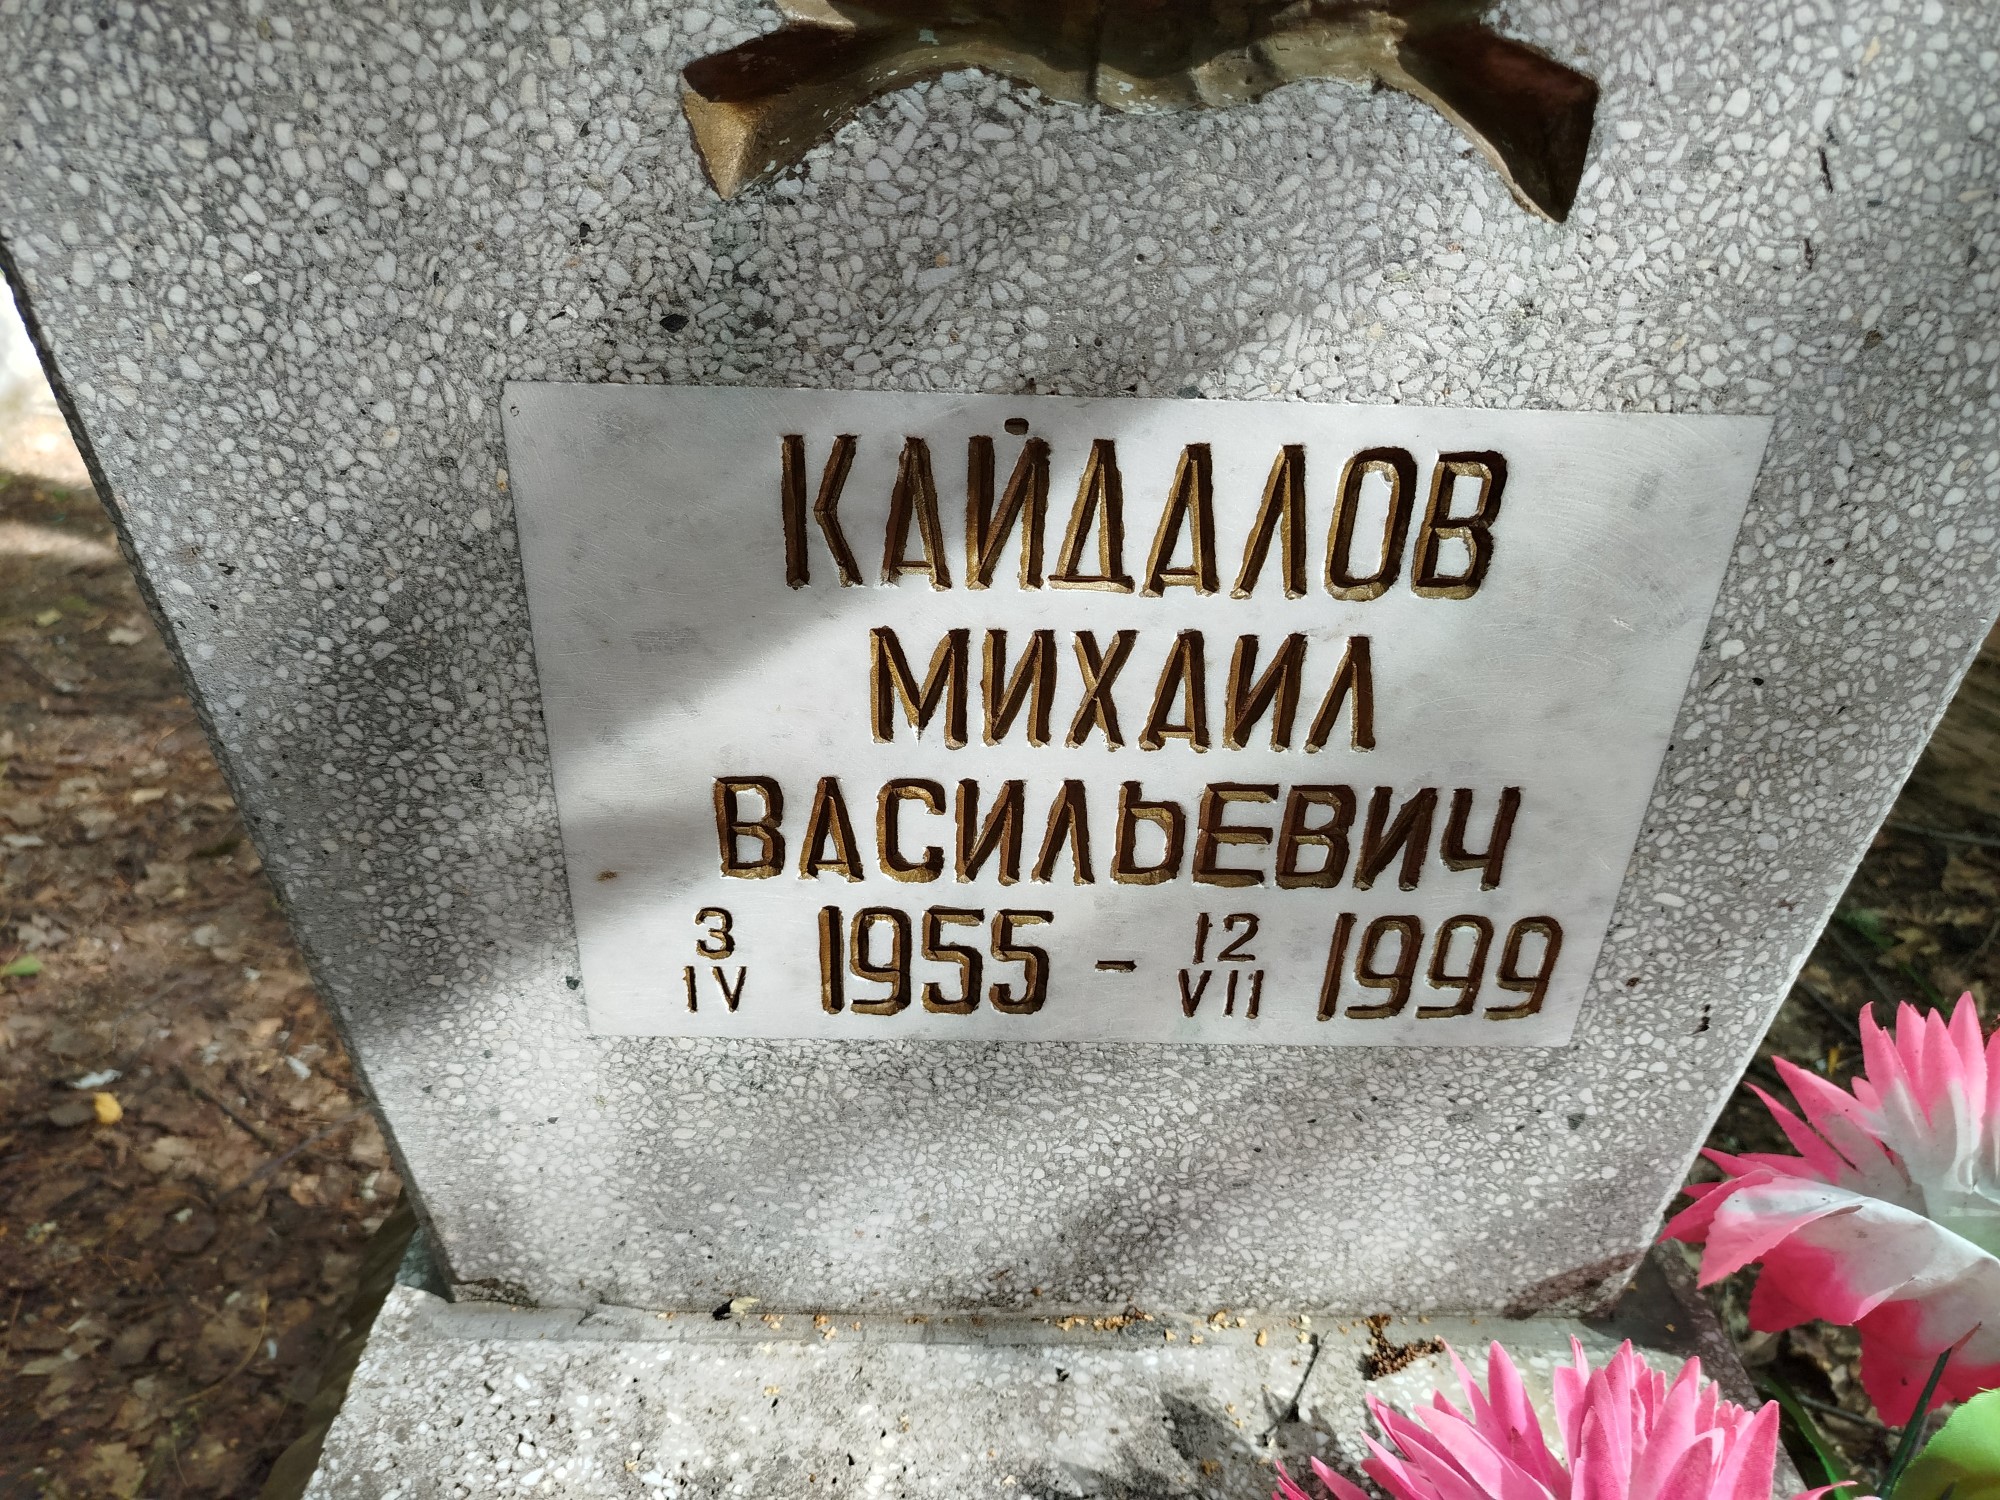 КАЙДАЛОВ
МИХАИЛ
ВАСИЛЬЕВИЧ
3 IV 1955 - 12 VII 1999